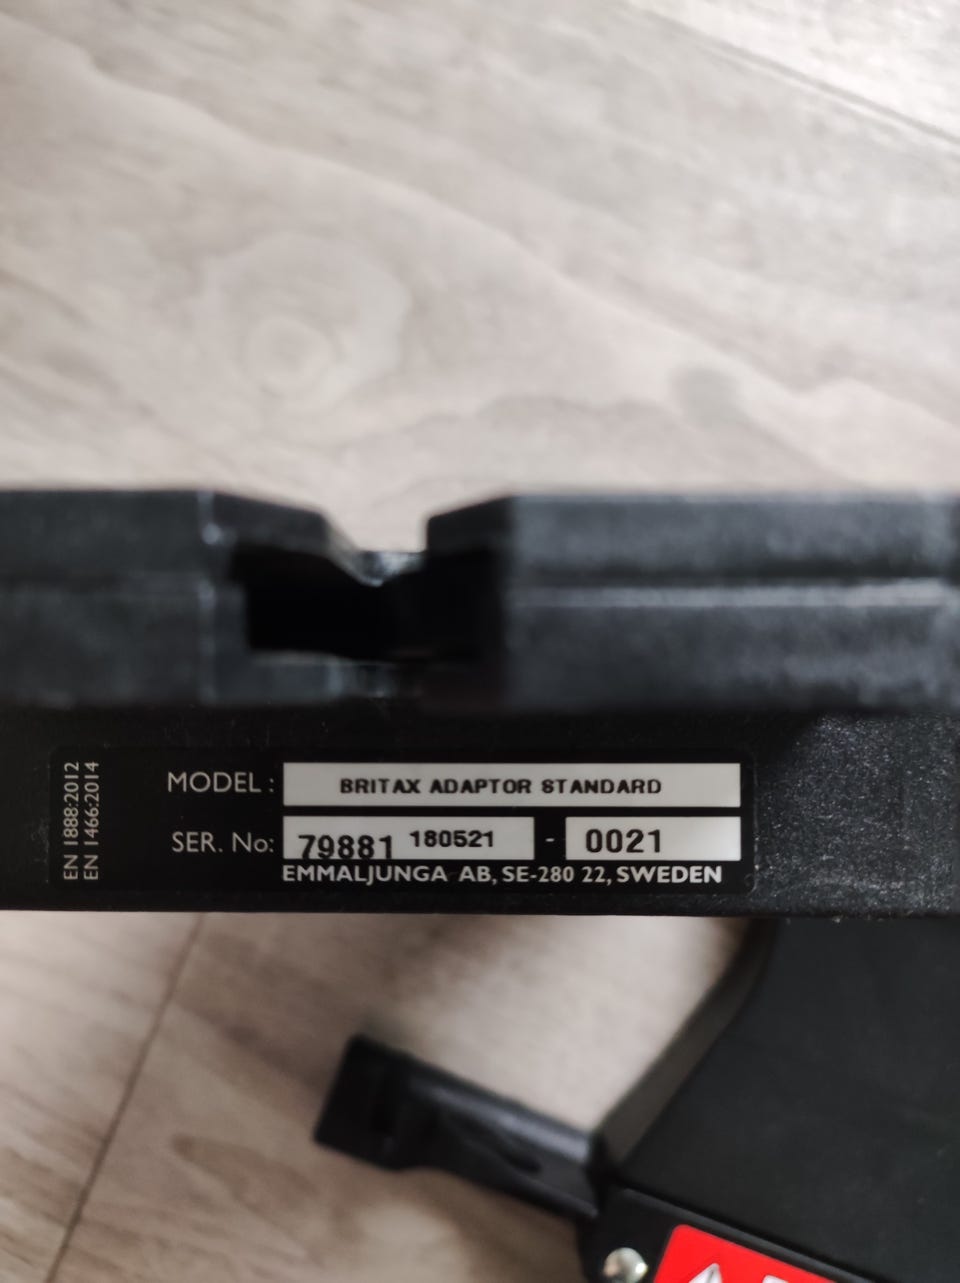 MODEL : BRITAX ADAPTOR STANDARD
SER. No: 79881 180521 - 0021
EMMALJUNGA AB, SE-280 22, SWEDEN
EN 1888:2012
EN 1466:2014